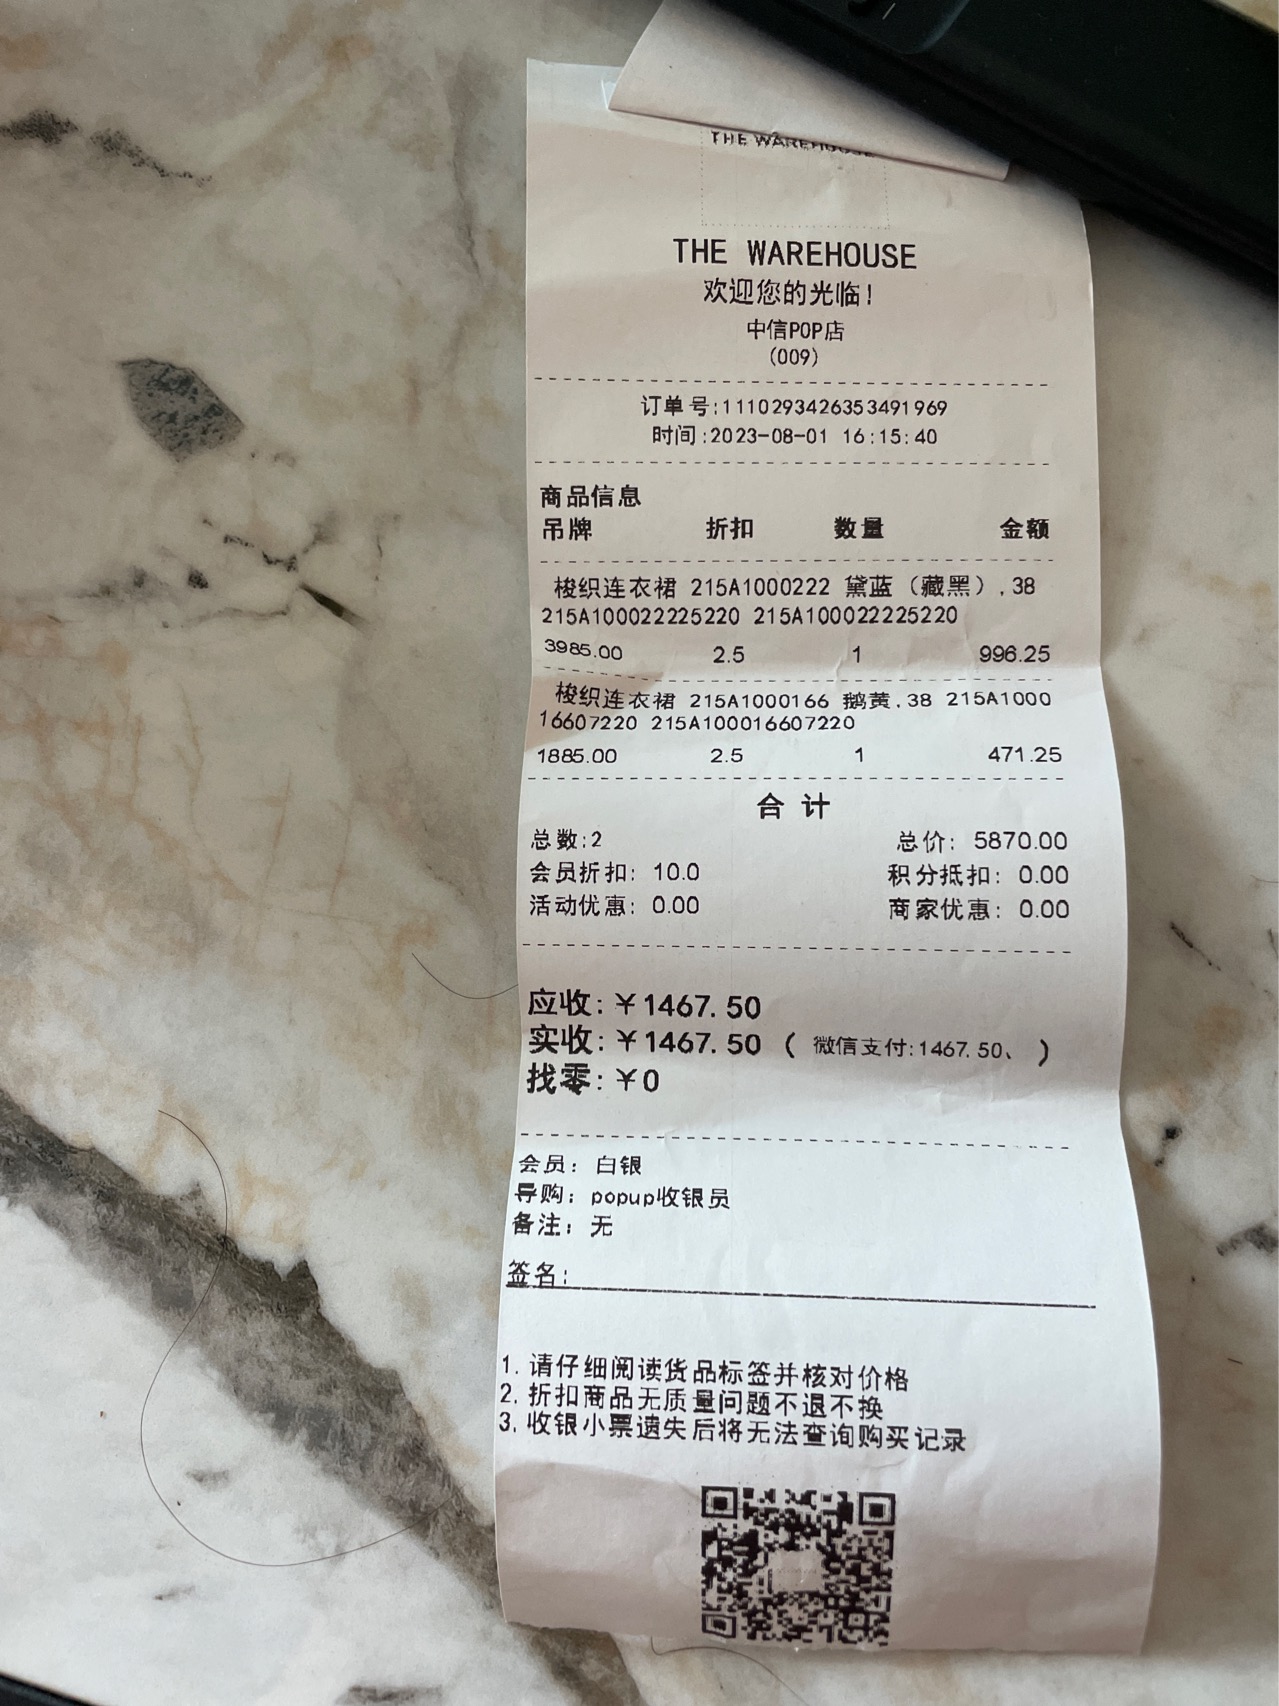 THE WAREHOUSE
THE WAREHOUSE
欢迎您的光临!
中信POP店
(009)
订单号:1110293426353491969
时间:2023-08-01 16:15:40
商品信息
吊牌 折扣 数量 金额
梭织连衣裙 215A1000222 黛蓝（藏黑）,38
215A100022225220 215A100022225220
3985.00 2.5 1 996.25
梭织连衣裙 215A1000166 鹅黄,38 215A1000
16607220 215A100016607220
1885.00 2.5 1 471.25
合 计
总数:2 总价: 5870.00
会员折扣: 10.0 积分抵扣: 0.00
活动优惠: 0.00 商家优惠: 0.00
应收:￥1467.50
实收:￥1467.50 ( 微信支付:1467.50、 )
找零:￥0
会员: 白银
导购: popup收银员
备注: 无
签名:
1. 请仔细阅读货品标签并核对价格
2. 折扣商品无质量问题不退不换
3. 收银小票遗失后将无法查询购买记录